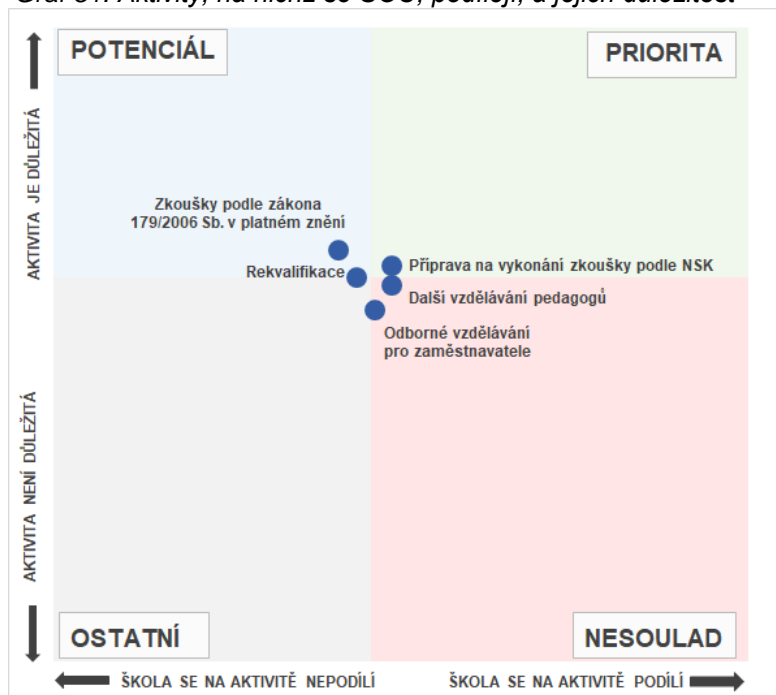 POTENCIÁL
PRIORITA
AKTIVITA JE DŮLEŽITÁ
Zkoušky podle zákona
179/2006 Sb. v platném znění
Rekvalifikace
Příprava na vykonání zkoušky podle NSK
Další vzdělávání pedagogů
Odborné vzdělávání
pro zaměstnavatele
AKTIVITA NENÍ DŮLEŽITÁ
OSTATNÍ
NESOULAD
ŠKOLA SE NA AKTIVITĚ NEPODÍLÍ
ŠKOLA SE NA AKTIVITĚ PODÍLÍ